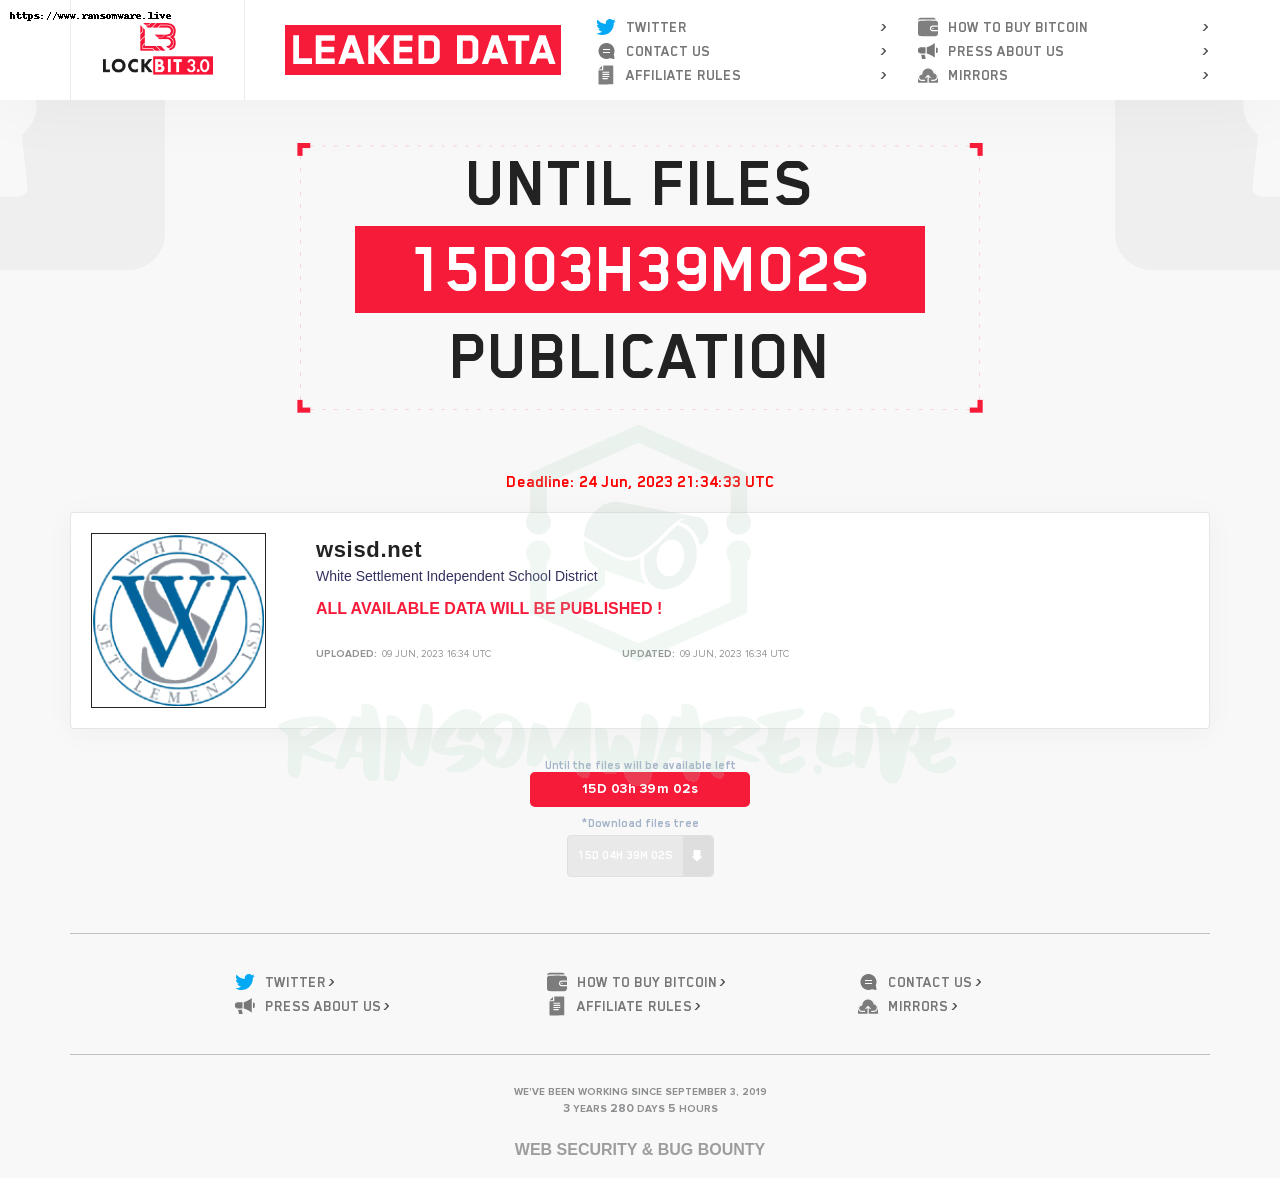 https://www.ransomware.live
LOCKBIT 3.0
LEAKED DATA
TWITTER >
CONTACT US >
AFFILIATE RULES >
HOW TO BUY BITCOIN >
PRESS ABOUT US >
MIRRORS >
UNTIL FILES
15D03H39M02S
PUBLICATION
Deadline: 24 Jun, 2023 21:34:33 UTC
WHITE
SETTLEMENT I.S.D.
WS
wsisd.net
White Settlement Independent School District
ALL AVAILABLE DATA WILL BE PUBLISHED !
UPLOADED: 09 JUN, 2023 16:34 UTC
UPDATED: 09 JUN, 2023 16:34 UTC
RANSOMWARE.LIVE
Until the files will be available left
15D 03h 39m 02s
*Download files tree
15D 04H 39M 02S
TWITTER >
PRESS ABOUT US >
HOW TO BUY BITCOIN >
AFFILIATE RULES >
CONTACT US >
MIRRORS >
WE'VE BEEN WORKING SINCE SEPTEMBER 3, 2019
3 YEARS 280 DAYS 5 HOURS
WEB SECURITY & BUG BOUNTY